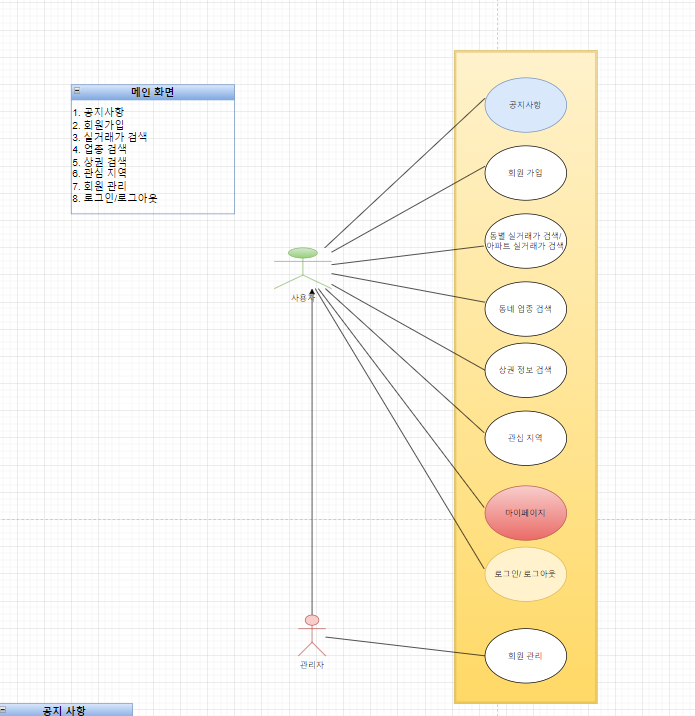 메인 화면
1. 공지사항
2. 회원가입
3. 실거래가 검색
4. 업종 검색
5. 상권 검색
6. 관심 지역
7. 회원 관리
8. 로그인/로그아웃
공지사항
회원 가입
동별 실거래가 검색/
아파트 실거래가 검색
사용자
동네 업종 검색
상권 정보 검색
관심 지역
마이페이지
로그인/ 로그아웃
관리자
회원 관리
공지 사항